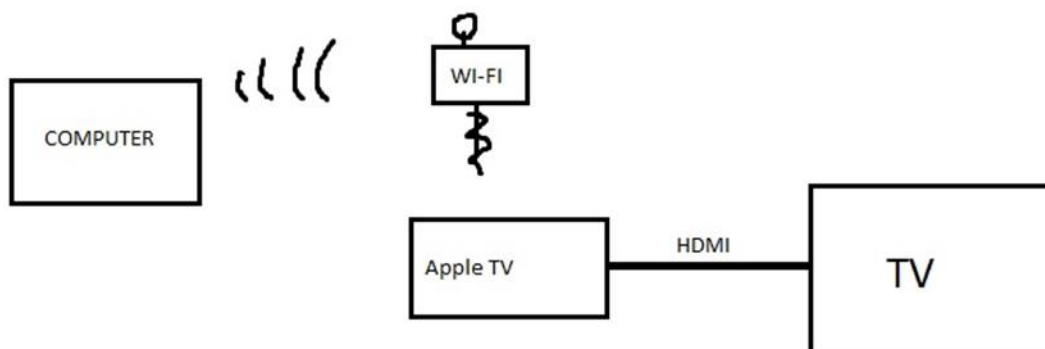 WI-FI
COMPUTER
HDMI
Apple TV
TV